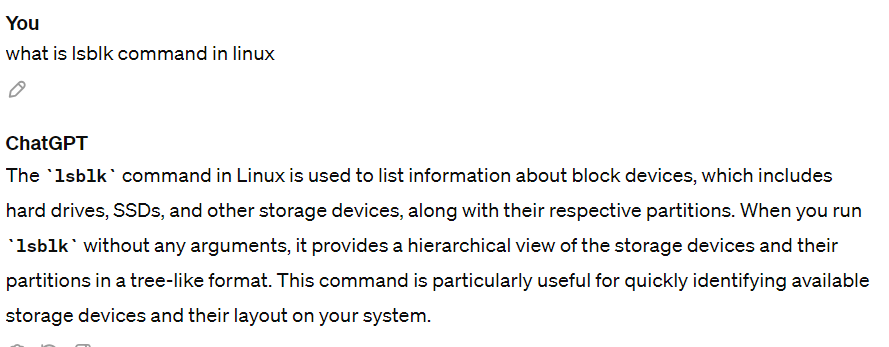 You
what is lsblk command in linux
ChatGPT
The `lsblk` command in Linux is used to list information about block devices, which includes
hard drives, SSDs, and other storage devices, along with their respective partitions. When you run
`lsblk` without any arguments, it provides a hierarchical view of the storage devices and their
partitions in a tree-like format. This command is particularly useful for quickly identifying available
storage devices and their layout on your system.